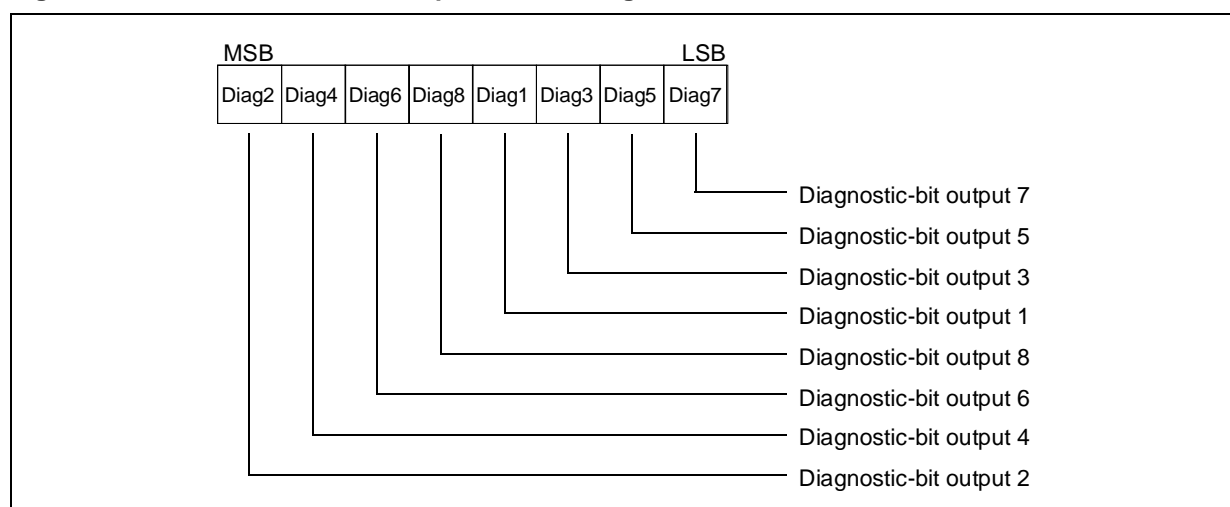 MSB LSB
Diag2 Diag4 Diag6 Diag8 Diag1 Diag3 Diag5 Diag7
Diagnostic-bit output 7
Diagnostic-bit output 5
Diagnostic-bit output 3
Diagnostic-bit output 1
Diagnostic-bit output 8
Diagnostic-bit output 6
Diagnostic-bit output 4
Diagnostic-bit output 2